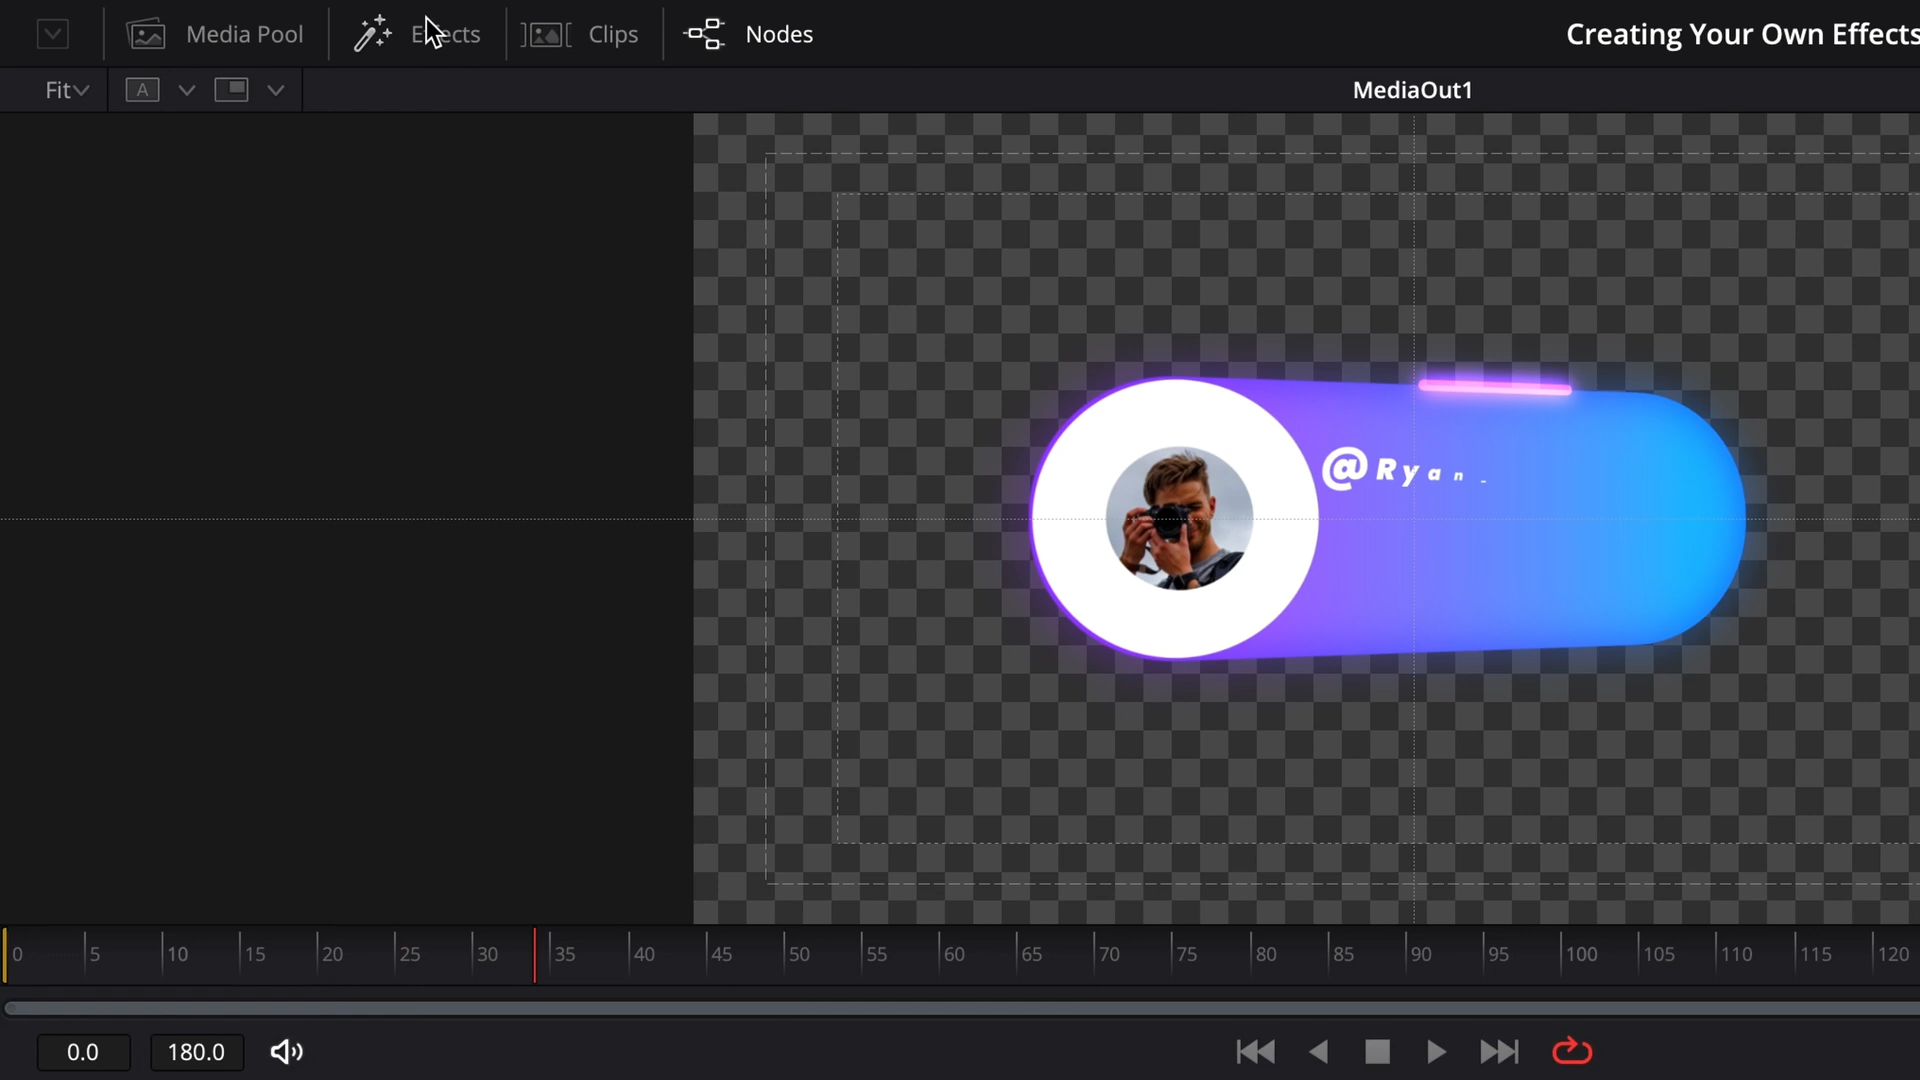 Media Pool
Effects
Clips
Nodes
Creating Your Own Effects
Fit
A
MediaOut1
@Ryan_
0 5 10 15 20 25 30 35 40 45 50 55 60 65 70 75 80 85 90 95 100 105 110 115 120
0.0
180.0